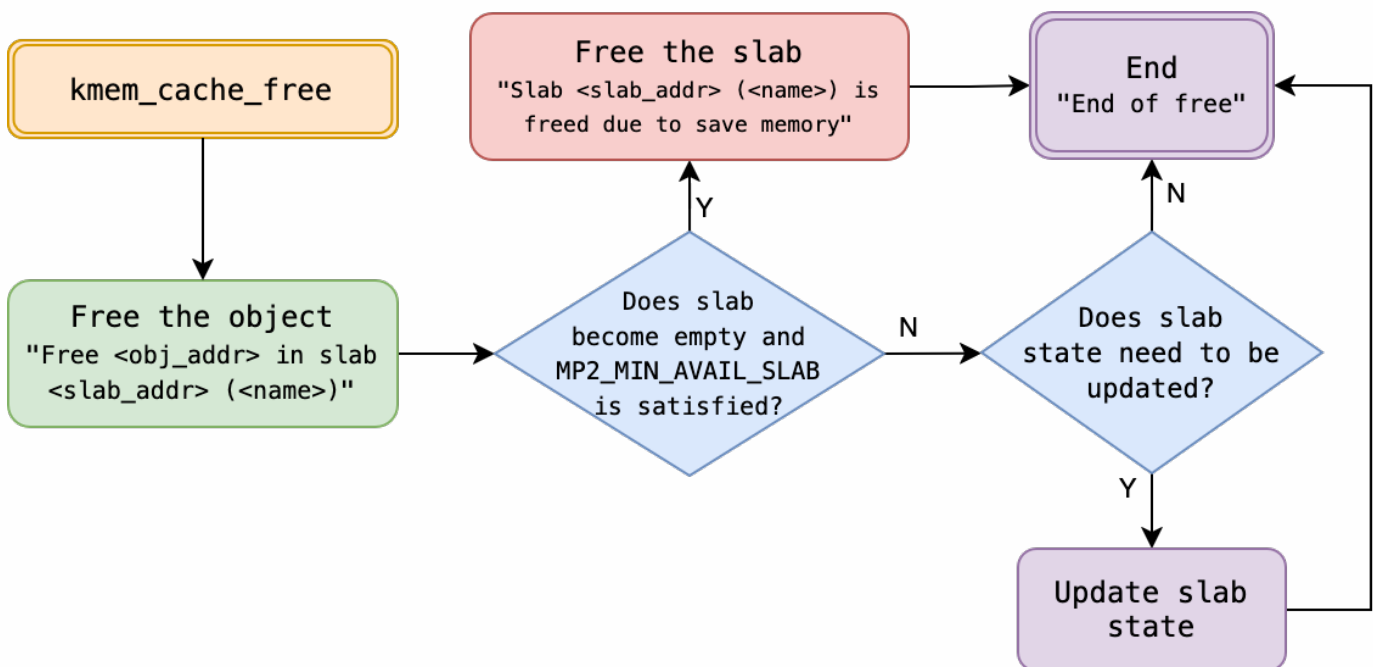 kmem_cache_free
Free the object
"Free <obj_addr> in slab
<slab_addr> (<name>)"
Free the slab
"Slab <slab_addr> (<name>) is
freed due to save memory"
Y
Does slab
become empty and
MP2_MIN_AVAIL_SLAB
is satisfied?
N
End
"End of free"
N
Does slab
state need to be
updated?
Y
Update slab
state